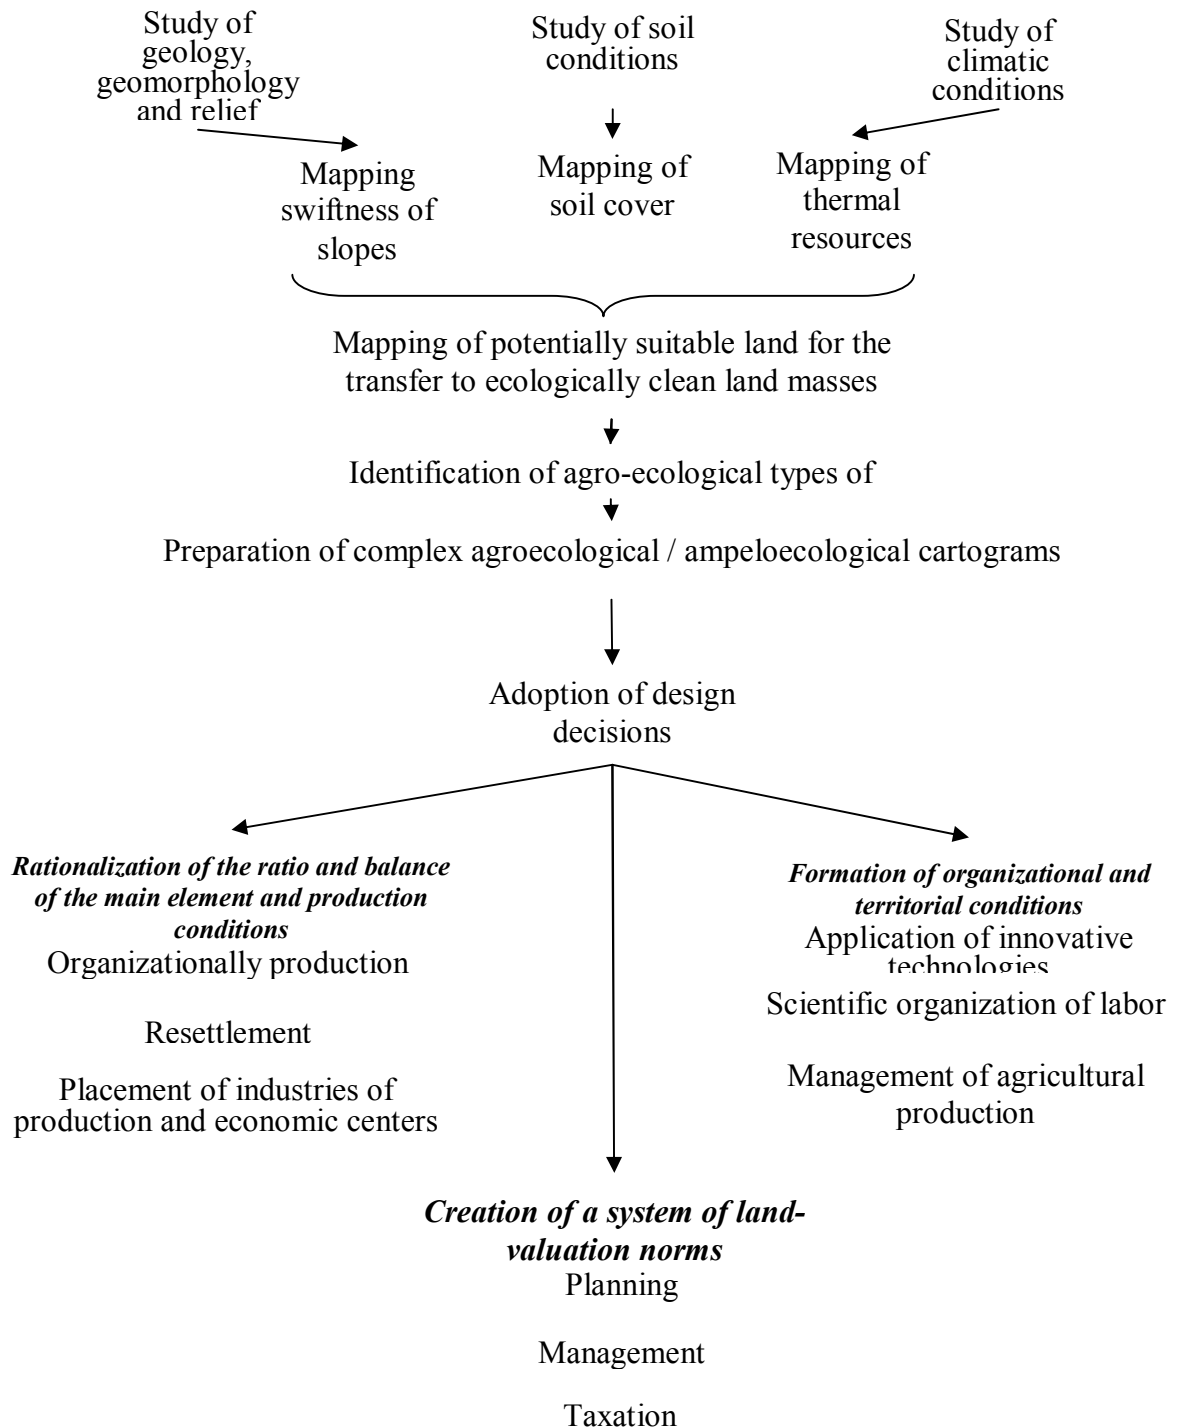 Study of
geology,
geomorphology
and relief
Study of soil
conditions
Study of
climatic
conditions
Mapping
swiftness of
slopes
Mapping of
soil cover
Mapping of
thermal
resources
Mapping of potentially suitable land for the
transfer to ecologically clean land masses
Identification of agro-ecological types of
Preparation of complex agroecological / ampeloecological cartograms
Adoption of design
decisions
Rationalization of the ratio and balance
of the main element and production
conditions
Organizationally production
Resettlement
Placement of industries of
production and economic centers
Formation of organizational and
territorial conditions
Application of innovative
technologies
Scientific organization of labor
Management of agricultural
production
Creation of a system of land-
valuation norms
Planning
Management
Taxation